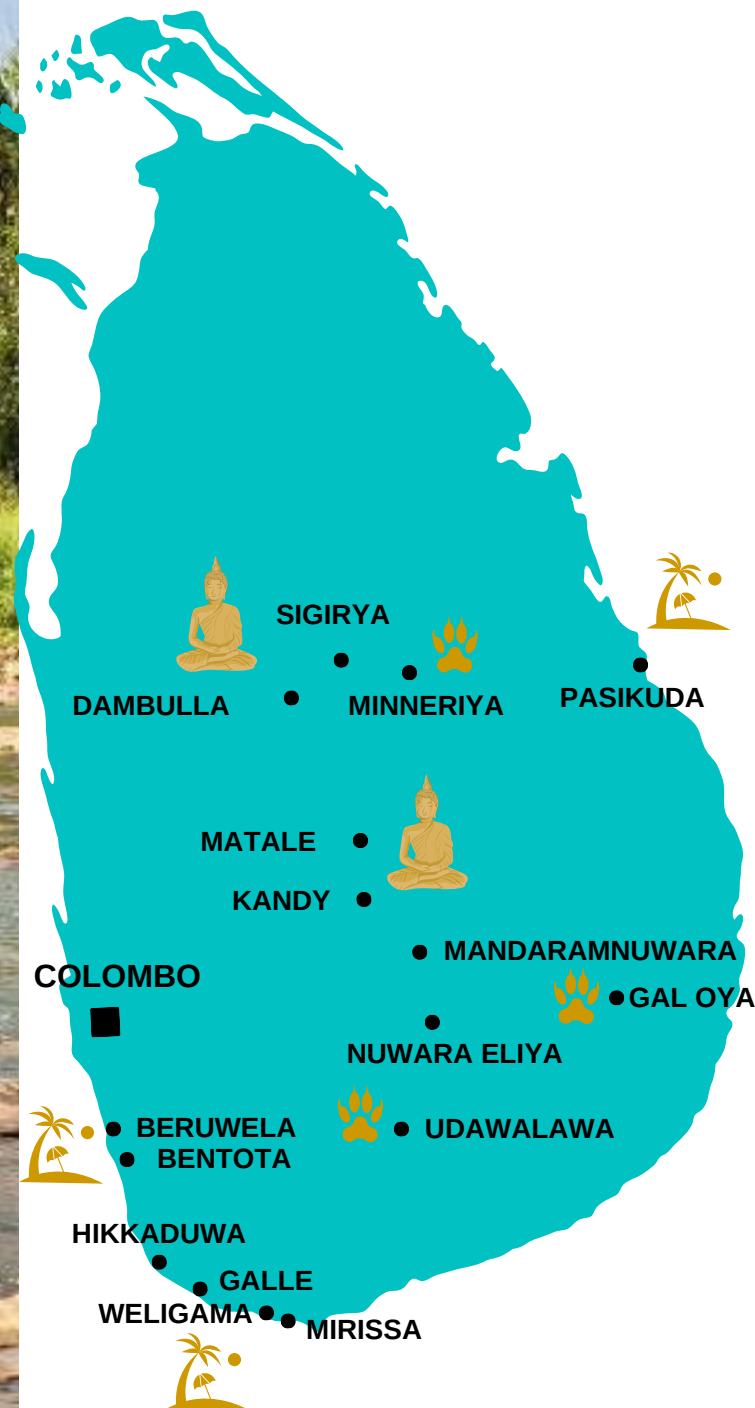 SIGIRYA
DAMBULLA
MINNERIYA
PASIKUDA
MATALE
KANDY
MANDARAMNUWARA
COLOMBO
GAL OYA
NUWARA ELIYA
BERUWELA
UDAWALAWA
BENTOTA
HIKKADUWA
GALLE
WELIGAMA
MIRISSA